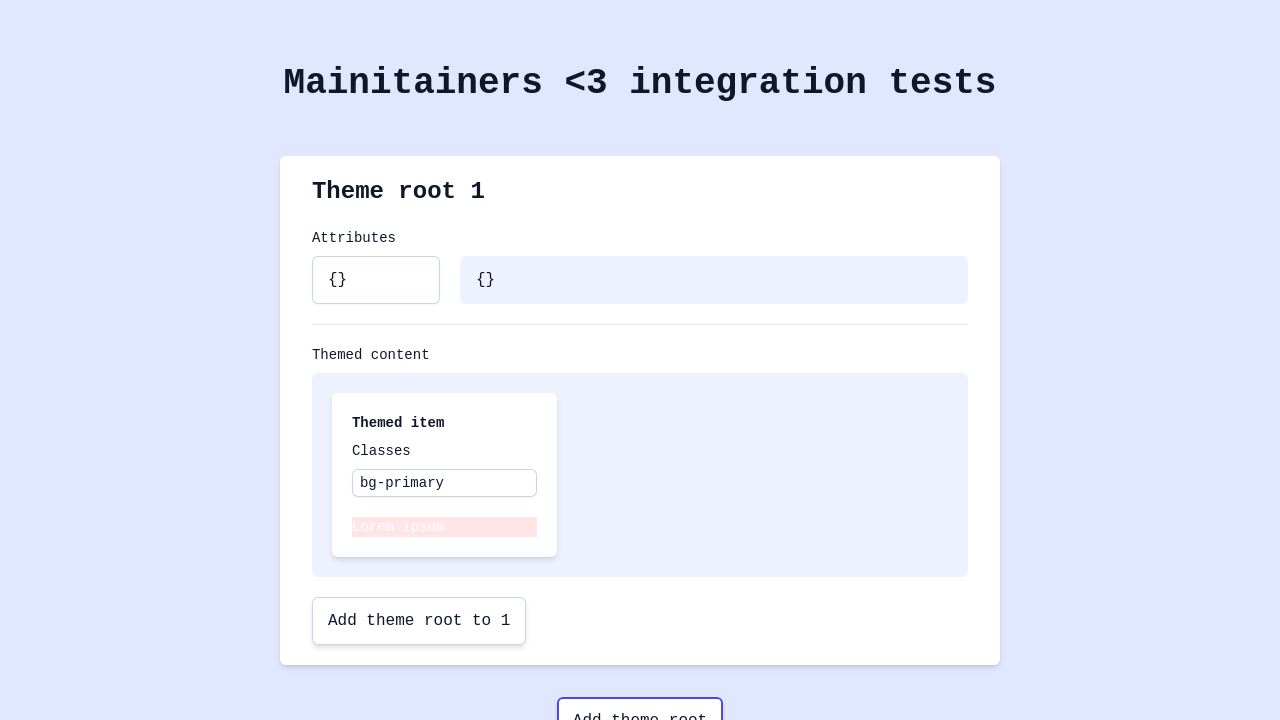 Mainitainers <3 integration tests
Theme root 1
Attributes
{}
{}
Themed content
Themed item
Classes
bg-primary
Lorem ipsum
Add theme root to 1
Add theme root